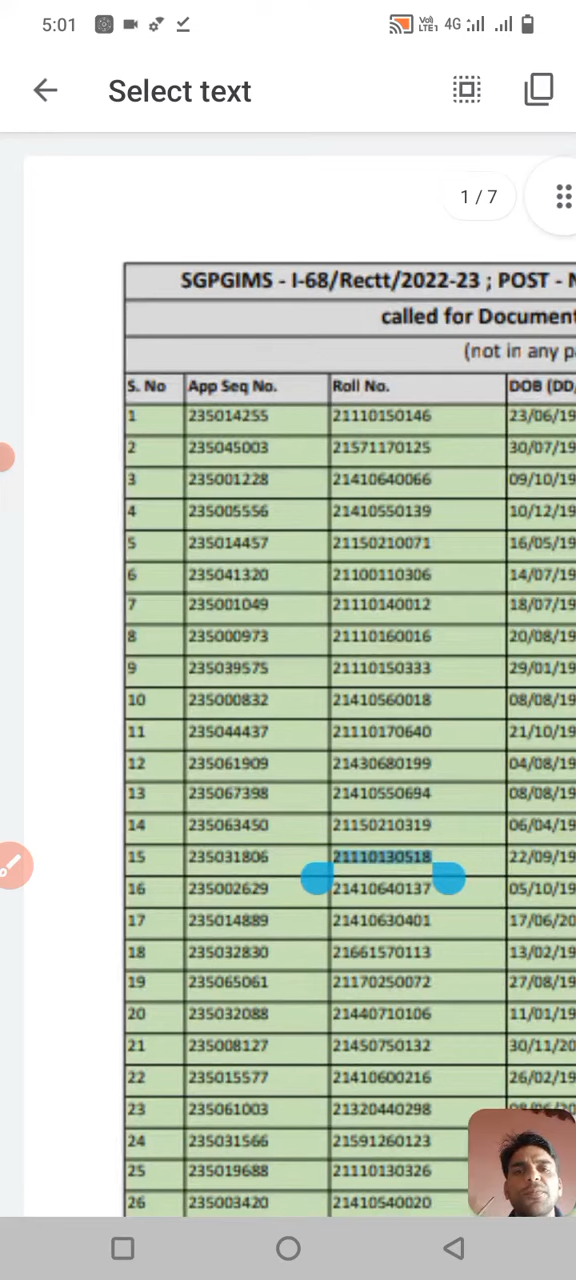 5:01 VoD LTE1 4G
Select text
1 / 7
SGPGIMS - I-68/Rectt/2022-23 ; POST - N
called for Document
(not in any pa
S. No App Seq No. Roll No. DOB (DD/
1 235014255 21110150146 23/06/19
2 235045003 21571170125 30/07/19
3 235001228 21410640066 09/10/19
4 235005556 21410550139 10/12/19
5 235014457 21150210071 16/05/19
6 235041320 21100110306 14/07/19
7 235001049 21110140012 18/07/19
8 235000973 21110160016 20/08/19
9 235039575 21110150333 29/01/19
10 235000832 21410560018 08/08/19
11 235044437 21110170640 21/10/19
12 235061909 21430680199 04/08/19
13 235067398 21410550694 08/08/19
14 235063450 21150210319 06/04/19
15 235031806 21110130518 22/09/19
16 235002629 21410640137 05/10/19
17 235014889 21410630401 17/06/20
18 235032830 21661570113 13/02/19
19 235065061 21170250072 27/08/19
20 235032088 21440710106 11/01/19
21 235008127 21450750132 30/11/20
22 235015577 21410600216 26/02/19
23 235061003 21320440298
24 235031566 21591260123
25 235019688 21110130326
26 235003420 21410540020